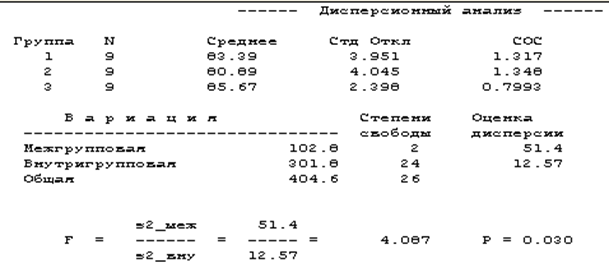 ------ Дисперсионный анализ ------
Группа N Среднее Стд Откл СОС
1 9 83.39 3.951 1.317
2 9 80.89 4.045 1.348
3 9 85.67 2.398 0.7993
В а р и а ц и я Степени Оценка
------------------------------ свободы дисперсии
Межгрупповая 102.8 2 51.4
Внутригрупповая 301.8 24 12.57
Общая 404.6 26
s2_меж 51.4
F = ------ = ----- = 4.087 P = 0.030
s2_вну 12.57